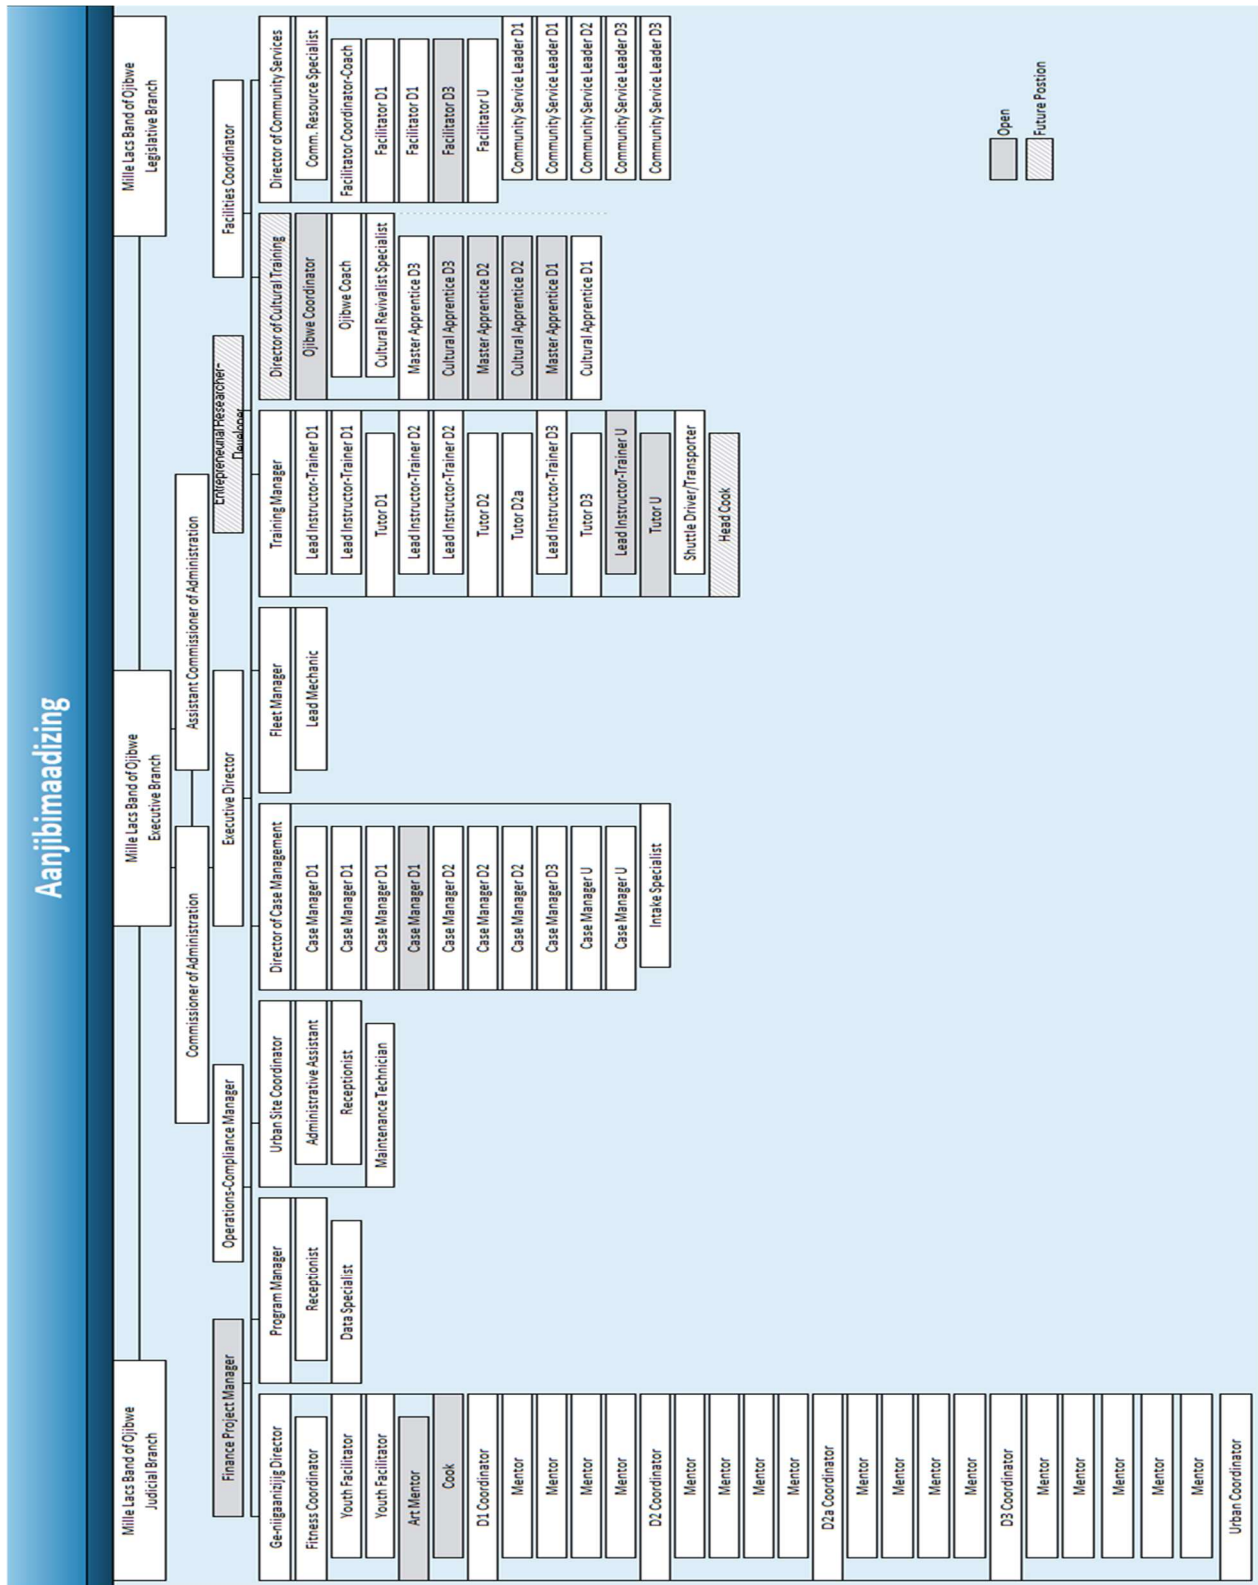 Aanjibimaadizing
Mille Lacs Band of Ojibwe
Judicial Branch
Mille Lacs Band of Ojibwe
Executive Branch
Mille Lacs Band of Ojibwe
Legislative Branch
Commissioner of Administration
Assistant Commissioner of Administration
Finance Project Manager
Operations-Compliance Manager
Executive Director
Entrepreneurial Researcher-
Developer
Facilities Coordinator
Ge-niigaanizijig Director
Fitness Coordinator
Youth Facilitator
Youth Facilitator
Art Mentor
Cook
D1 Coordinator
Mentor
Mentor
Mentor
Mentor
D2 Coordinator
Mentor
Mentor
Mentor
Mentor
D2a Coordinator
Mentor
Mentor
Mentor
Mentor
D3 Coordinator
Mentor
Mentor
Mentor
Mentor
Mentor
Urban Coordinator
Program Manager
Receptionist
Data Specialist
Urban Site Coordinator
Administrative Assistant
Receptionist
Maintenance Technician
Director of Case Management
Case Manager D1
Case Manager D1
Case Manager D1
Case Manager D1
Case Manager D2
Case Manager D2
Case Manager D2
Case Manager D3
Case Manager U
Case Manager U
Intake Specialist
Fleet Manager
Lead Mechanic
Training Manager
Lead Instructor-Trainer D1
Lead Instructor-Trainer D1
Tutor D1
Lead Instructor-Trainer D2
Lead Instructor-Trainer D2
Tutor D2
Tutor D2a
Lead Instructor-Trainer D3
Tutor D3
Lead Instructor-Trainer U
Tutor U
Shuttle Driver/Transporter
Head Cook
Director of Cultural Training
Ojibwe Coordinator
Ojibwe Coach
Cultural Revivalist Specialist
Master Apprentice D3
Cultural Apprentice D3
Master Apprentice D2
Cultural Apprentice D2
Master Apprentice D1
Cultural Apprentice D1
Director of Community Services
Comm. Resource Specialist
Facilitator Coordinator-Coach
Facilitator D1
Facilitator D1
Facilitator D3
Facilitator U
Community Service Leader D1
Community Service Leader D1
Community Service Leader D2
Community Service Leader D3
Community Service Leader D3
Open
Future Postion